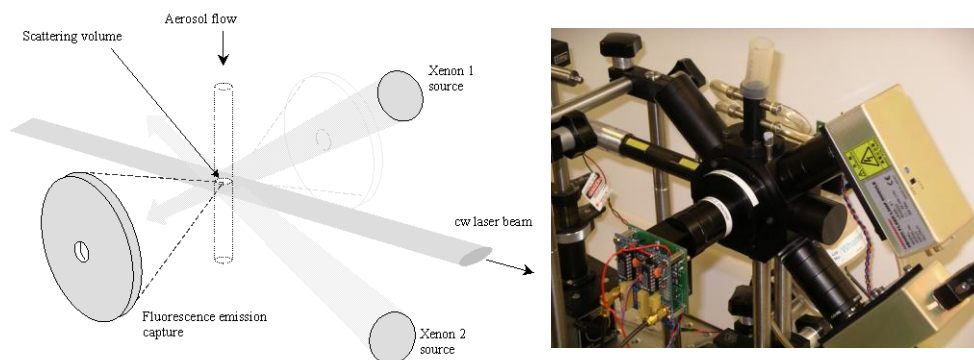 Aerosol flow
Scattering volume
Xenon 1
source
cw laser beam
Fluorescence emission
capture
Xenon 2
source